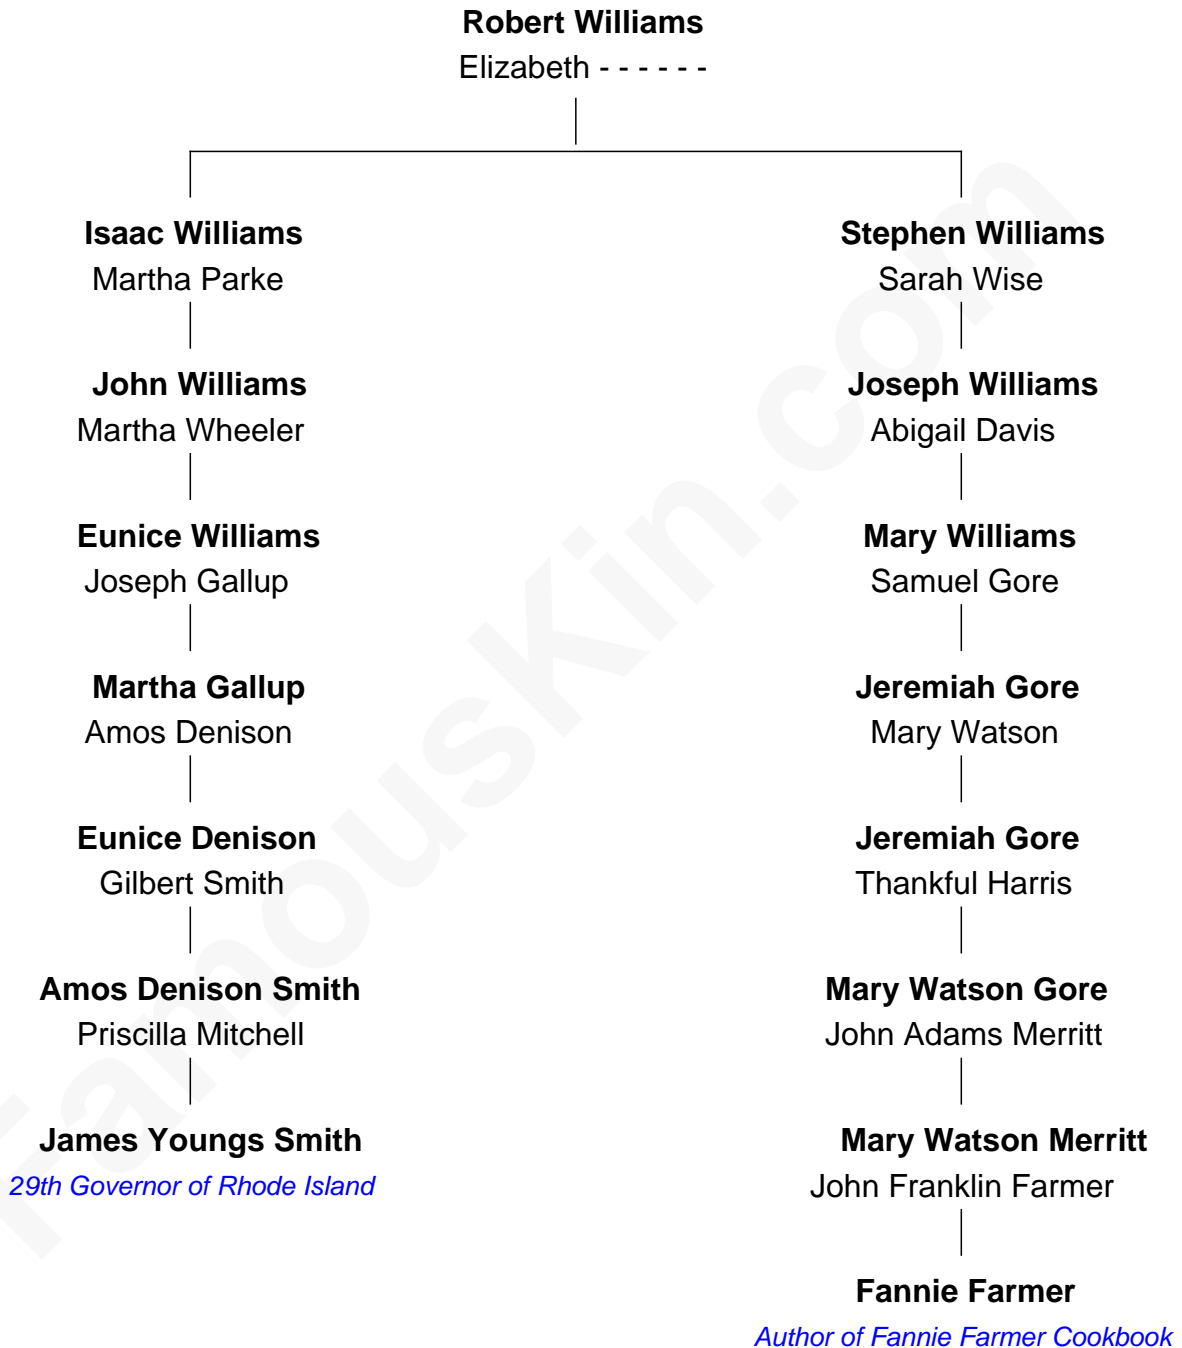 Robert Williams
Elizabeth - - - - - -
Isaac Williams
Martha Parke
John Williams
Martha Wheeler
Eunice Williams
Joseph Gallup
Martha Gallup
Amos Denison
Eunice Denison
Gilbert Smith
Amos Denison Smith
Priscilla Mitchell
James Youngs Smith
29th Governor of Rhode Island
Stephen Williams
Sarah Wise
Joseph Williams
Abigail Davis
Mary Williams
Samuel Gore
Jeremiah Gore
Mary Watson
Jeremiah Gore
Thankful Harris
Mary Watson Gore
John Adams Merritt
Mary Watson Merritt
John Franklin Farmer
Fannie Farmer
Author of Fannie Farmer Cookbook
FamousKin.com